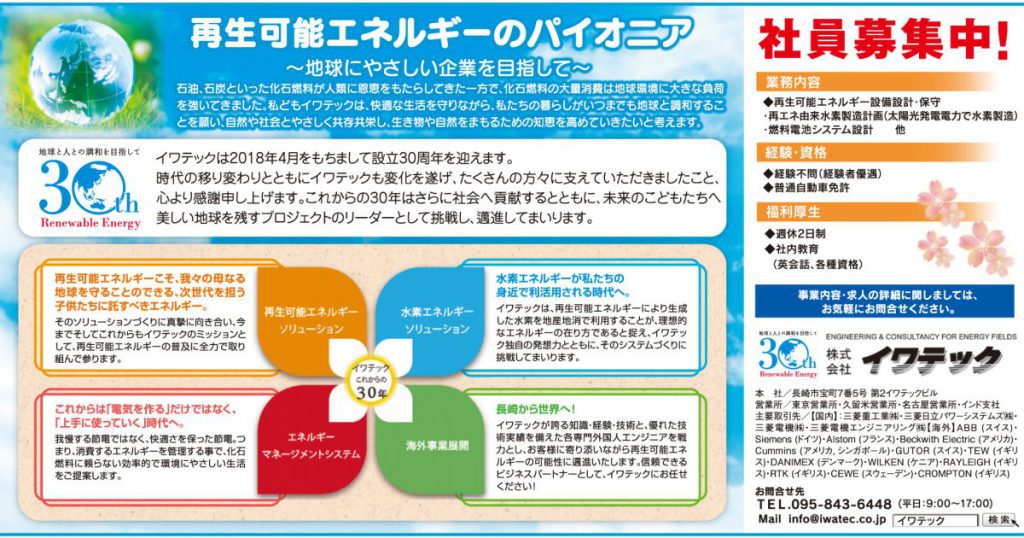 再生可能エネルギーのパイオニア
～地球にやさしい企業を目指して～
石油、石炭といった化石燃料が人類に恩恵をもたらしてきた一方で、化石燃料の大量消費は地球環境に大きな負荷
を強いてきました。私どもイワテックは、快適な生活を守りながら、私たちの暮らしがいつまでも地球と調和するこ
とを願い、自然や社会とやさしく共存共栄し、生き物や自然をまもるための知恵を高めていきたいと考えます。
地球と人との調和を目指して
30th
Renewable Energy
イワテックは2018年4月をもちまして設立30周年を迎えます。
時代の移り変わりとともにイワテックも変化を遂げ、たくさんの方々に支えていただきましたこと、
心より感謝申し上げます。これからの30年はさらに社会へ貢献するとともに、未来のこどもたちへ
美しい地球を残すプロジェクトのリーダーとして挑戦し、邁進してまいります。
再生可能エネルギーこそ、我々の母なる
地球を守ることのできる、次世代を担う
子供たちに託すべきエネルギー。
そのソリューションづくりに真摯に向き合い、今
までそしてこれからもイワテックのミッションと
して、再生可能エネルギーの普及に全力で取り
組んで参ります。
再生可能エネルギー
ソリューション
水素エネルギー
ソリューション
水素エネルギーが私たちの
身近で利活用される時代へ。
イワテックは、再生可能エネルギーにより生成
した水素を地産地消で利用することが、理想的
なエネルギーの在り方であると捉え、イワテッ
ク独自の発想力とともに、そのシステムづくりに
挑戦してまいります。
イワテック
これからの
30年
これからは「電気を作る」だけではなく、
「上手に使っていく」時代へ。
我慢する節電ではなく、快適さを保った節電。つ
まり、消費するエネルギーを管理する事で、化石
燃料に頼らない効率的で環境にやさしい生活
をご提案します。
エネルギー
マネージメントシステム
海外事業展開
長崎から世界へ!
イワテックが誇る知識・経験・技術と、優れた技
術実績を備えた各専門外国人エンジニアを戦
力とし、お客様に寄り添いながら再生可能エネル
ギーの可能性に邁進いたします。信頼できる
ビジネスパートナーとして、イワテックにお任せ
ください!
社員募集中!
業務内容
◆再生可能エネルギー設備設計・保守
・再エネ由来水素製造計画(太陽光発電電力で水素製造)
・燃料電池システム設計 他
経験・資格
◆経験不問(経験者優遇)
◆普通自動車免許
福利厚生
◆週休2日制
◆社内教育
(英会話、各種資格)
事業内容・求人の詳細に関しましては、
お気軽にお問合せください。
地球と人との調和を目指して
30th
Renewable Energy
ENGINEERING & CONSULTANCY FOR ENERGY FIELDS
株式会社 イワテック
本 社/長崎市宝町7番5号 第2イワテックビル
営業所/東京営業所・久留米営業所・名古屋営業所・インド支社
主要取引先/【国内】:三菱重工業㈱・三菱日立パワーシステムズ㈱・
三菱電機㈱・三菱電機エンジニアリング㈱【海外】ABB (スイス)・
Siemens (ドイツ)・Alstom (フランス)・Beckwith Electric (アメリカ)・
Cummins (アメリカ, シンガポール)・GUTOR (スイス)・TEW (イギリ
ス)・DANIMEX (デンマーク)・WILKEN (ケニア)・RAYLEIGH (イギリ
ス)・RTK (イギリス)・CEWE (スウェーデン)・CROMPTON (イギリス)
お問合せ先
TEL.095-843-6448 (平日:9:00～17:00)
Mail info@iwatec.co.jp イワテック 検索